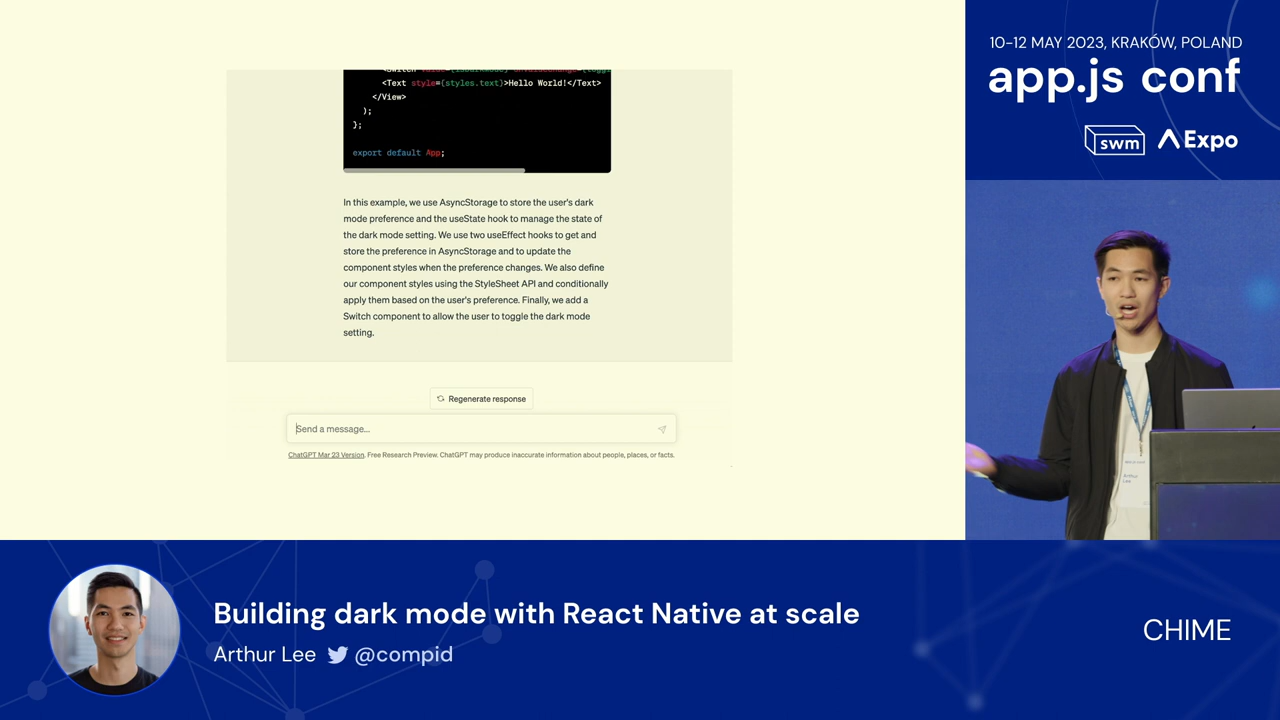 <Switch value={isDarkMode} onValueChange={toggl
<Text style={styles.text}>Hello World!</Text>
</View>
);
};
export default App;
In this example, we use AsyncStorage to store the user's dark
mode preference and the useState hook to manage the state of
the dark mode setting. We use two useEffect hooks to get and
store the preference in AsyncStorage and to update the
component styles when the preference changes. We also define
our component styles using the StyleSheet API and conditionally
apply them based on the user's preference. Finally, we add a
Switch component to allow the user to toggle the dark mode
setting.
Regenerate response
Send a message...
ChatGPT Mar 23 Version. Free Research Preview. ChatGPT may produce inaccurate information about people, places, or facts.
10-12 MAY 2023, KRAKÓW, POLAND
app.js conf
swm Expo
Arthur
Lee
Building dark mode with React Native at scale
Arthur Lee @compid
CHIME